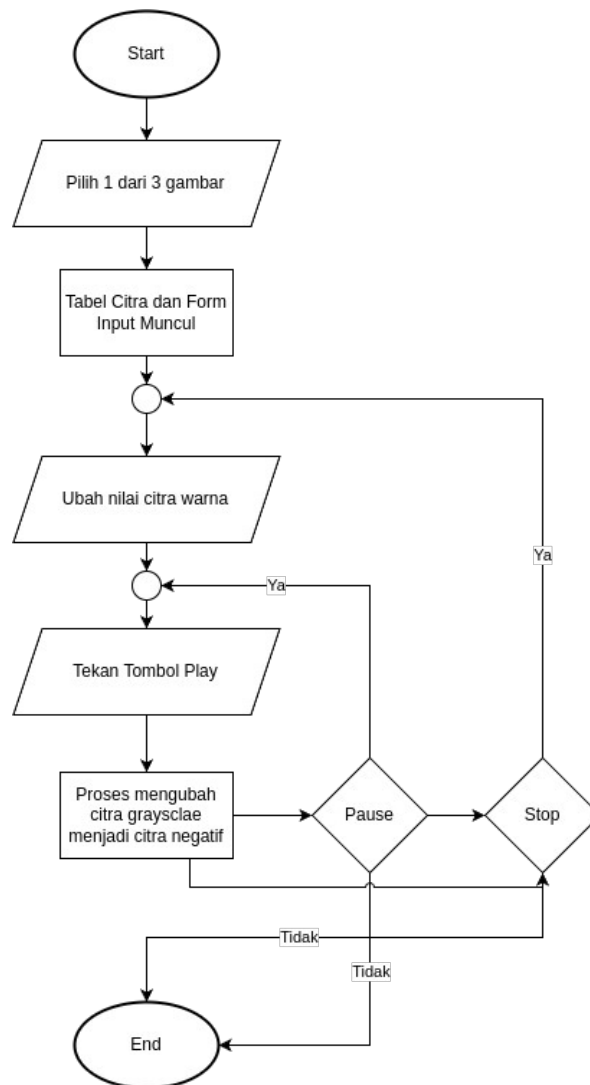 Start
Pilih 1 dari 3 gambar
Tabel Citra dan Form
Input Muncul
Ubah nilai citra warna
Ya
Ya
Tekan Tombol Play
Proses mengubah
citra graysclae
menjadi citra negatif
Pause
Stop
Tidak
Tidak
End